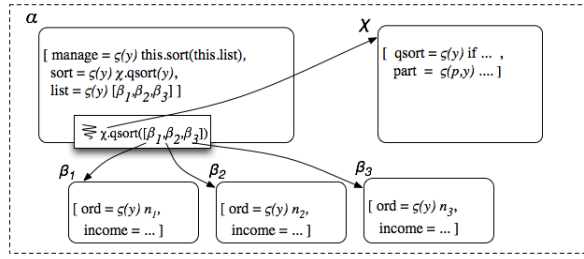 α
[ manage = ς(y) this.sort(this.list),
sort = ς(y) χ.qsort(y),
list = ς(y) [β₁,β₂,β₃] ]
χ.qsort([β₁,β₂,β₃])
χ
[ qsort = ς(y) if ... ,
part = ς(p,y) .... ]
β₁
[ ord = ς(y) n₁,
income = ... ]
β₂
[ ord = ς(y) n₂,
income = ... ]
β₃
[ ord = ς(y) n₃,
income = ... ]